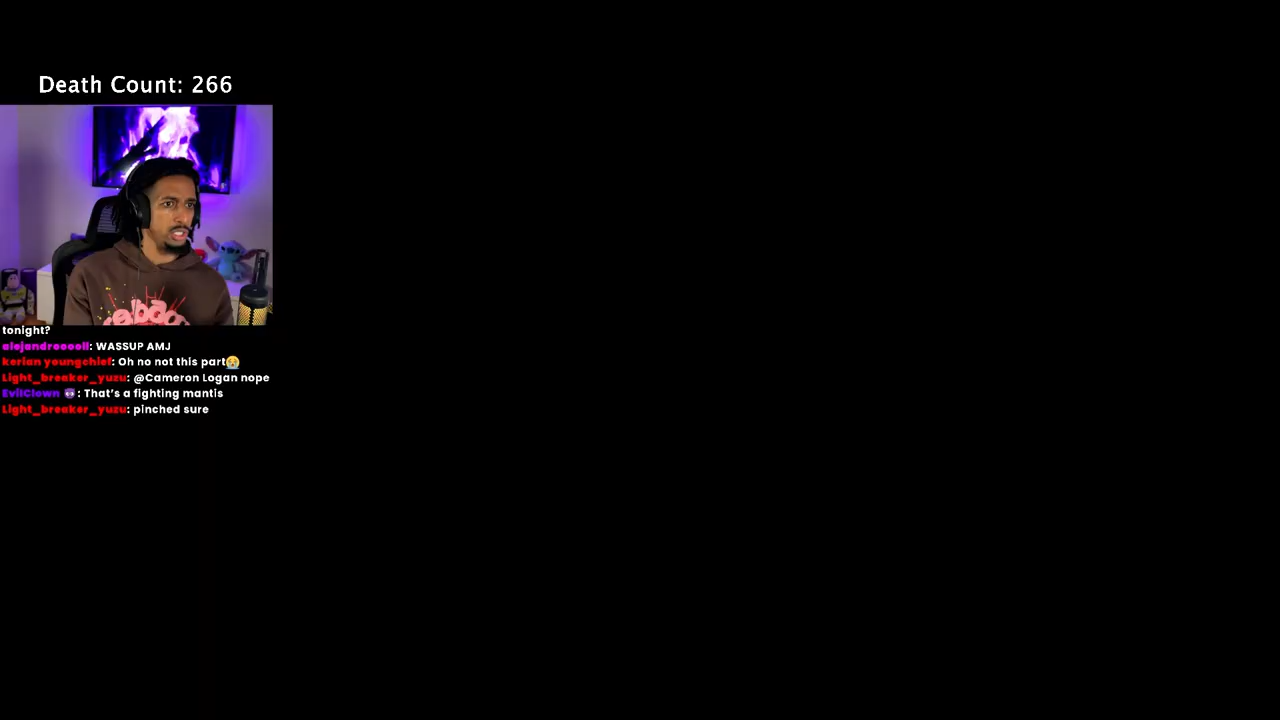 Death Count: 266
tonight?
alejandrooooll: WASSUP AMJ
kerian youngchief: Oh no not this part😭
Light_breaker_yuzu: @Cameron Logan nope
EvilClown 😈: That's a fighting mantis
Light_breaker_yuzu: pinched sure